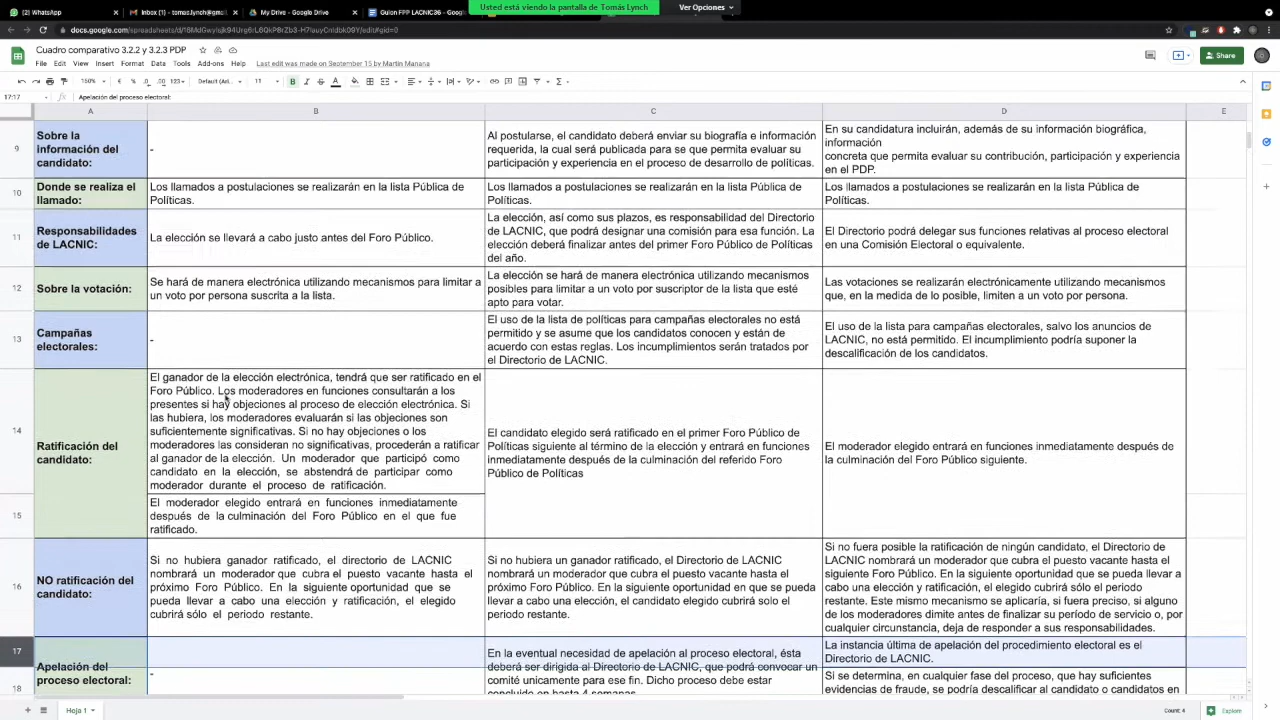 (2) WhatsApp
Inbox (1) - tomas.lynch@gmail.
My Drive - Google Drive
Guion FPP LACNIC36 - Google
Usted está viendo la pantalla de Tomás Lynch
Ver Opciones
Cuadro comparativo 3.2.2 y 3.2.3 PDP
Share
File Edit View Insert Format Data Tools Add-ons Help
Last edit was made on September 15 by Martín Manana
150%
€ % .0 .00 123
Default (Ari...
11
B I S A
17:17
fx
Apelación del proceso electoral:
A B C D E
9
Sobre la
información del
candidato:
-
Al postularse, el candidato deberá enviar su biografía e información
requerida, la cual será publicada para se que permita evaluar su
participación y experiencia en el proceso de desarrollo de políticas.
En su candidatura incluirán, además de su información biográfica,
información
concreta que permita evaluar su contribución, participación y experiencia
en el PDP.
10
Donde se realiza el
llamado:
Los llamados a postulaciones se realizarán en la lista Pública de
Políticas.
Los llamados a postulaciones se realizarán en la lista Pública de
Políticas.
Los llamados a postulaciones se realizarán en la lista Pública de
Políticas.
11
Responsabilidades
de LACNIC:
La elección se llevará a cabo justo antes del Foro Público.
La elección, así como sus plazos, es responsabilidad del Directorio
de LACNIC, que podrá designar una comisión para esa función. La
elección deberá finalizar antes del primer Foro Público de Políticas
del año.
El Directorio podrá delegar sus funciones relativas al proceso electoral
en una Comisión Electoral o equivalente.
12
Sobre la votación:
Se hará de manera electrónica utilizando mecanismos para limitar a
un voto por persona suscrita a la lista.
La elección se hará de manera electrónica utilizando mecanismos
posibles para limitar a un voto por suscriptor de la lista que esté
apto para votar.
Las votaciones se realizarán electrónicamente utilizando mecanismos
que, en la medida de lo posible, limiten a un voto por persona.
13
Campañas
electorales:
-
El uso de la lista de políticas para campañas electorales no está
permitido y se asume que los candidatos conocen y están de
acuerdo con estas reglas. Los incumplimientos serán tratados por
el Directorio de LACNIC.
El uso de la lista para campañas electorales, salvo los anuncios de
LACNIC, no está permitido. El incumplimiento podría suponer la
descalificación de los candidatos.
14
Ratificación del
candidato:
El ganador de la elección electrónica, tendrá que ser ratificado en el
Foro Público. Los moderadores en funciones consultarán a los
presentes si hay objeciones al proceso de elección electrónica. Si
las hubiera, los moderadores evaluarán si las objeciones son
suficientemente significativas. Si no hay objeciones o los
moderadores las consideran no significativas, procederán a ratificar
al ganador de la elección. Un moderador que participó como
candidato en la elección, se abstendrá de participar como
moderador durante el proceso de ratificación.
El candidato elegido será ratificado en el primer Foro Público de
Políticas siguiente al término de la elección y entrará en funciones
inmediatamente después de la culminación del referido Foro
Público de Políticas
El moderador elegido entrará en funciones inmediatamente después de
la culminación del Foro Público siguiente.
15
El moderador elegido entrará en funciones inmediatamente
después de la culminación del Foro Público en el que fue
ratificado.
16
NO ratificación del
candidato:
Si no hubiera ganador ratificado, el directorio de LACNIC
nombrará un moderador que cubra el puesto vacante hasta el
próximo Foro Público. En la siguiente oportunidad que se
pueda llevar a cabo una elección y ratificación, el elegido
cubrirá sólo el periodo restante.
Si no hubiera un ganador ratificado, el Directorio de LACNIC
nombrará un moderador que cubra el puesto vacante hasta el
próximo Foro Público. En la siguiente oportunidad en que se pueda
llevar a cabo una elección, el candidato elegido cubrirá solo el
periodo restante.
Si no fuera posible la ratificación de ningún candidato, el Directorio de
LACNIC nombrará un moderador que cubra el puesto vacante hasta el
siguiente Foro Público. En la siguiente oportunidad que se pueda llevar a
cabo una elección y ratificación, el elegido cubrirá sólo el periodo
restante. Este mismo mecanismo se aplicaría, si fuera preciso, si alguno
de los moderadores dimite antes de finalizar su período de servicio o, por
cualquier circunstancia, deja de responder a sus responsabilidades.
17
Apelación del
proceso electoral:
En la eventual necesidad de apelación al proceso electoral, ésta
deberá ser dirigida al Directorio de LACNIC, que podrá convocar un
comité únicamente para ese fin. Dicho proceso debe estar
concluido en hasta 4 semanas.
La instancia última de apelación del procedimiento electoral es el
Directorio de LACNIC.
18
-
Si se determina, en cualquier fase del proceso, que hay suficientes
evidencias de fraude, se podría descalificar al candidato o candidatos en
Hoja 1
Count: 4
Explore